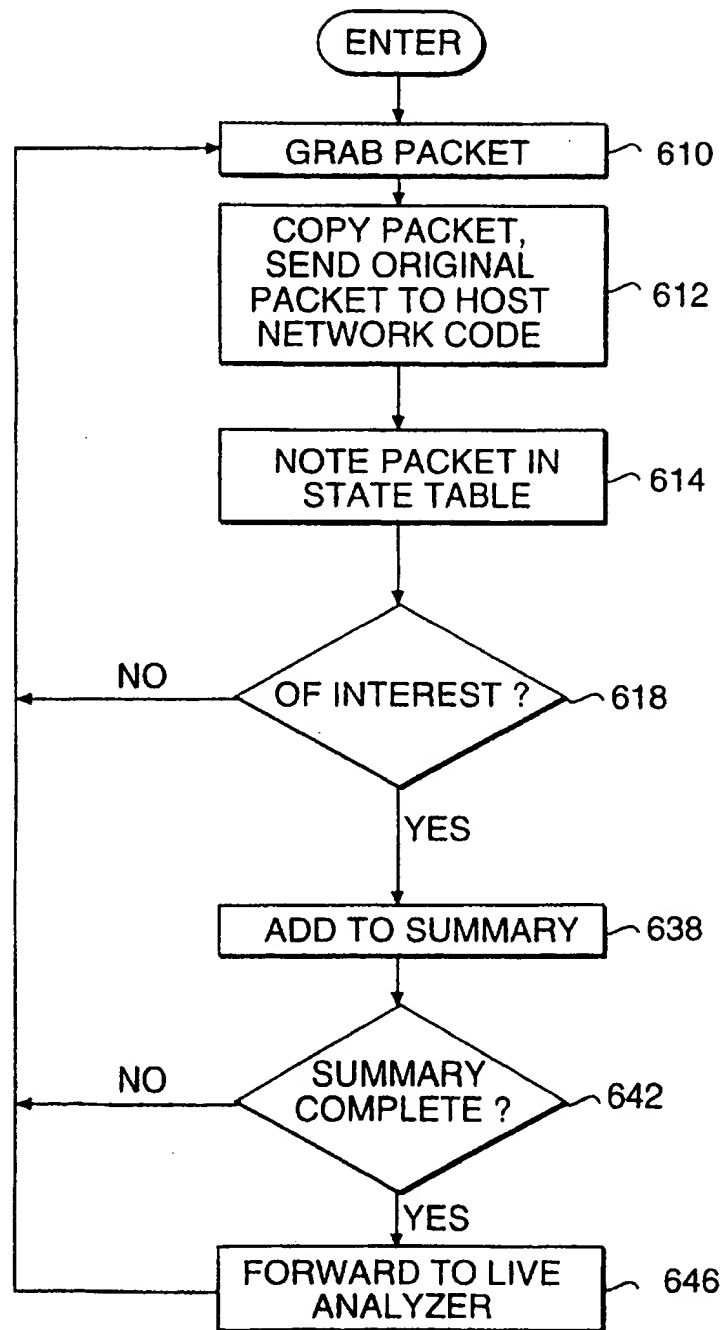 ENTER
GRAB PACKET
610
COPY PACKET,
SEND ORIGINAL
PACKET TO HOST
NETWORK CODE
612
NOTE PACKET IN
STATE TABLE
614
NO
OF INTEREST ?
618
YES
ADD TO SUMMARY
638
NO
SUMMARY
COMPLETE ?
642
YES
FORWARD TO LIVE
ANALYZER
646